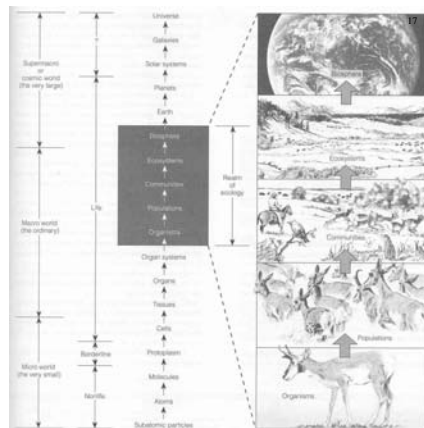 17
Universe
Galaxies
Solar systems
Planets
Earth
Biosphere
Ecosystems
Communities
Populations
Organisms
Organ systems
Organs
Tissues
Cells
Protoplasm
Molecules
Atoms
Subatomic particles
Supermacro
or
cosmic world
(the very large)
Macro world
(the ordinary)
Micro world
(the very small)
Life
Borderline
Nonlife
Realm
of
ecology
Biosphere
Ecosystems
Communities
Populations
Organisms